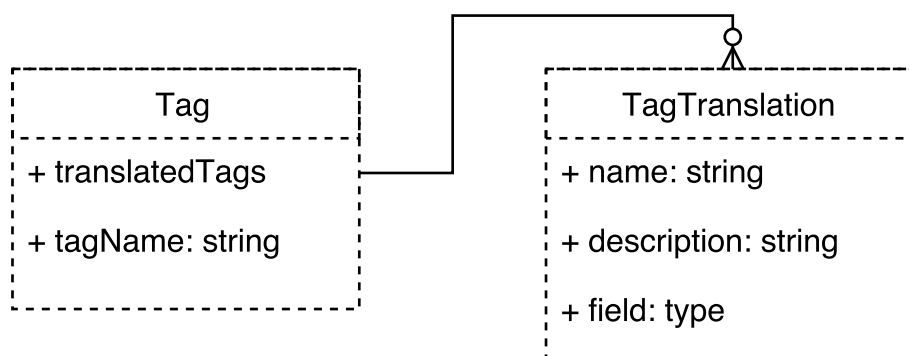 Tag
+ translatedTags
+ tagName: string
TagTranslation
+ name: string
+ description: string
+ field: type